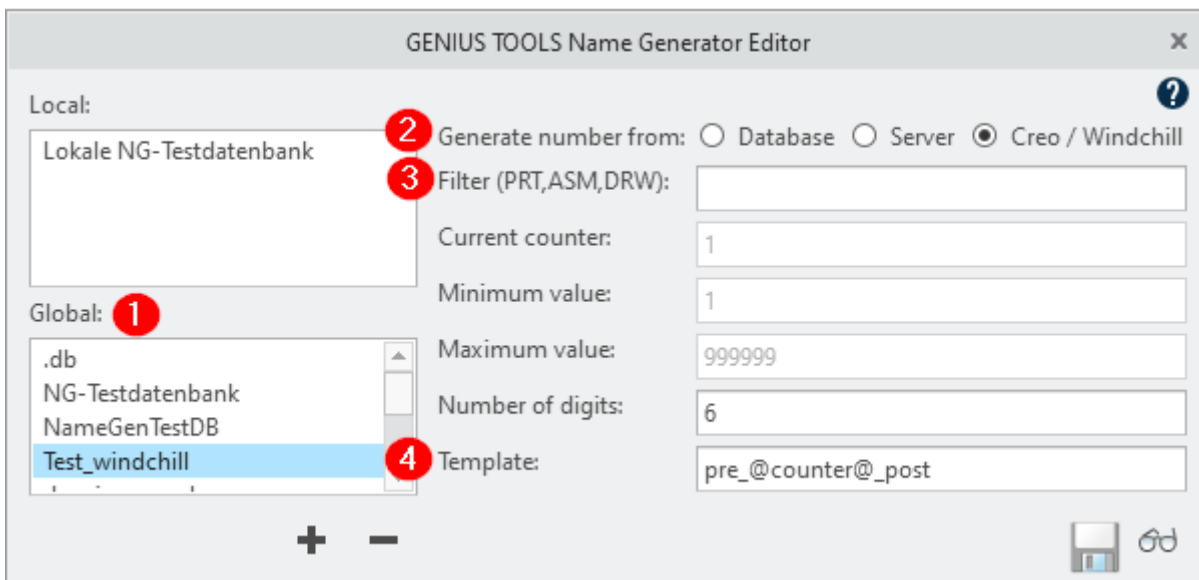 GENIUS TOOLS Name Generator Editor
x
?
Local:
Lokale NG-Testdatenbank
2 Generate number from: Database Server Creo / Windchill
3 Filter (PRT,ASM,DRW):
Current counter: 1
Minimum value: 1
Global: 1
.db
NG-Testdatenbank
NameGenTestDB
Test_windchill
Maximum value: 999999
Number of digits: 6
4 Template: pre_@counter@_post
+ −